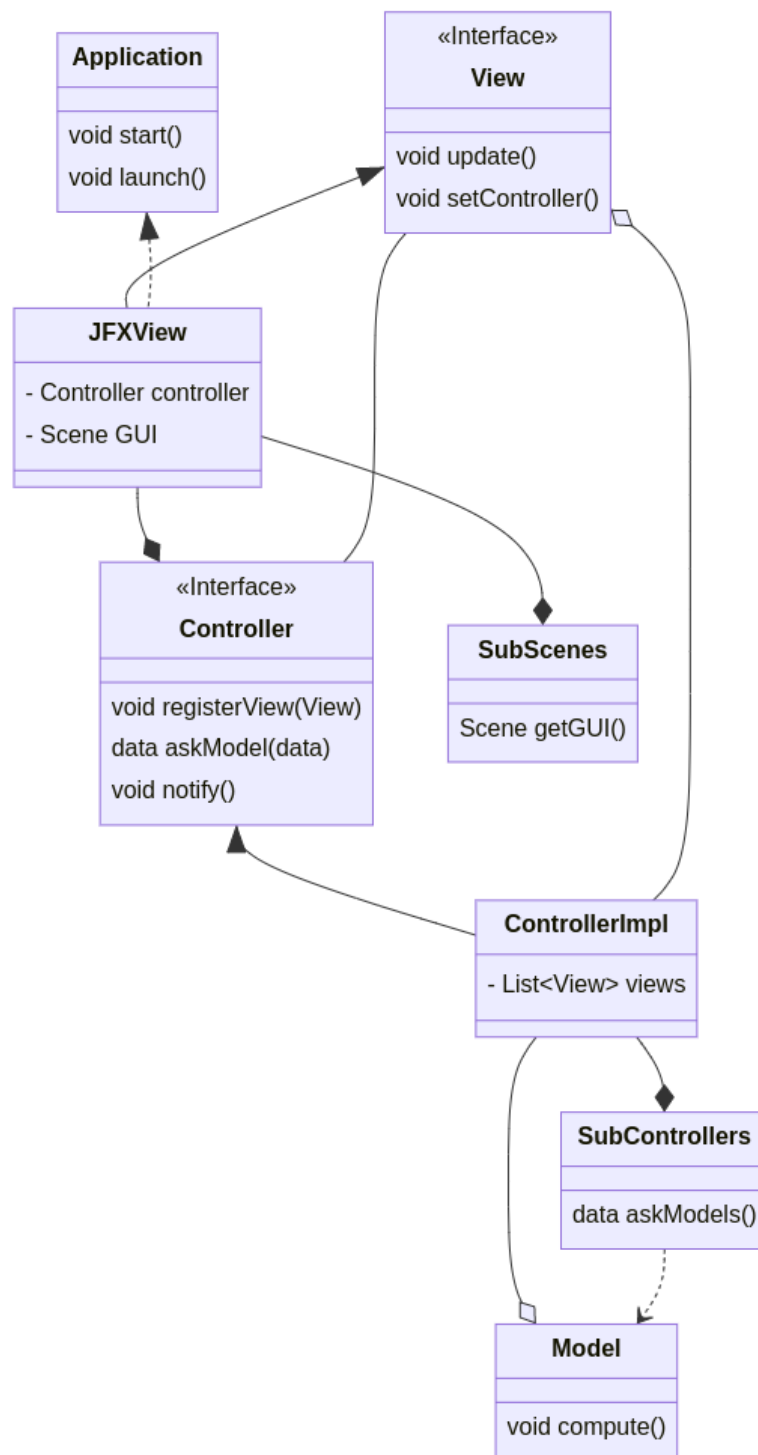 Application
void start()
void launch()
«Interface»
View
void update()
void setController()
JFXView
- Controller controller
- Scene GUI
«Interface»
Controller
void registerView(View)
data askModel(data)
void notify()
SubScenes
Scene getGUI()
ControllerImpl
- List<View> views
SubControllers
data askModels()
Model
void compute()